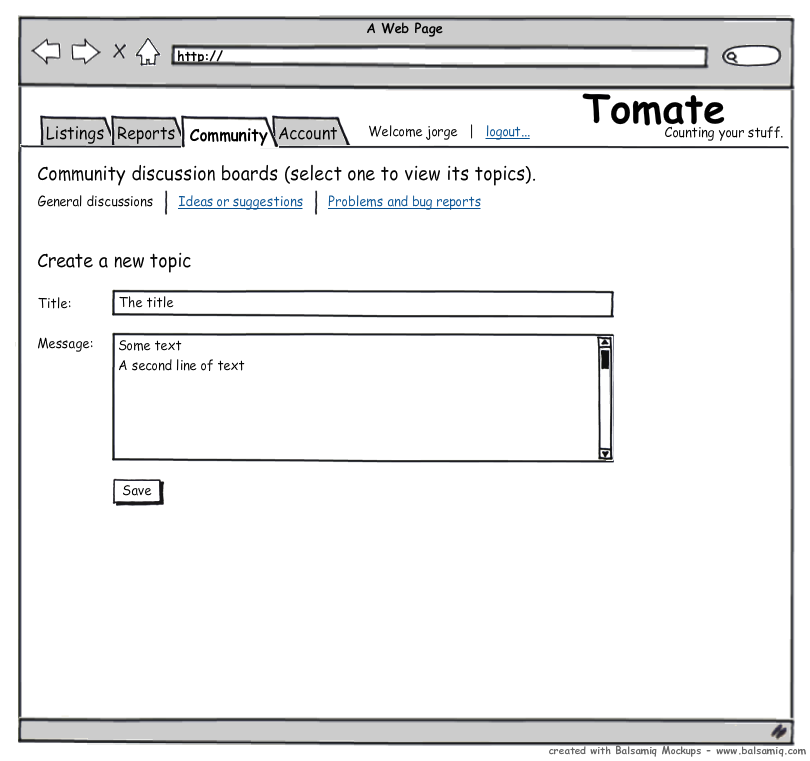 A Web Page
http://
Tomate
Listings Reports Community Account Welcome jorge | logout... Counting your stuff.
Community discussion boards (select one to view its topics).
General discussions | Ideas or suggestions | Problems and bug reports
Create a new topic
Title: The title
Message: Some text
A second line of text
Save
created with Balsamiq Mockups - www.balsamiq.com